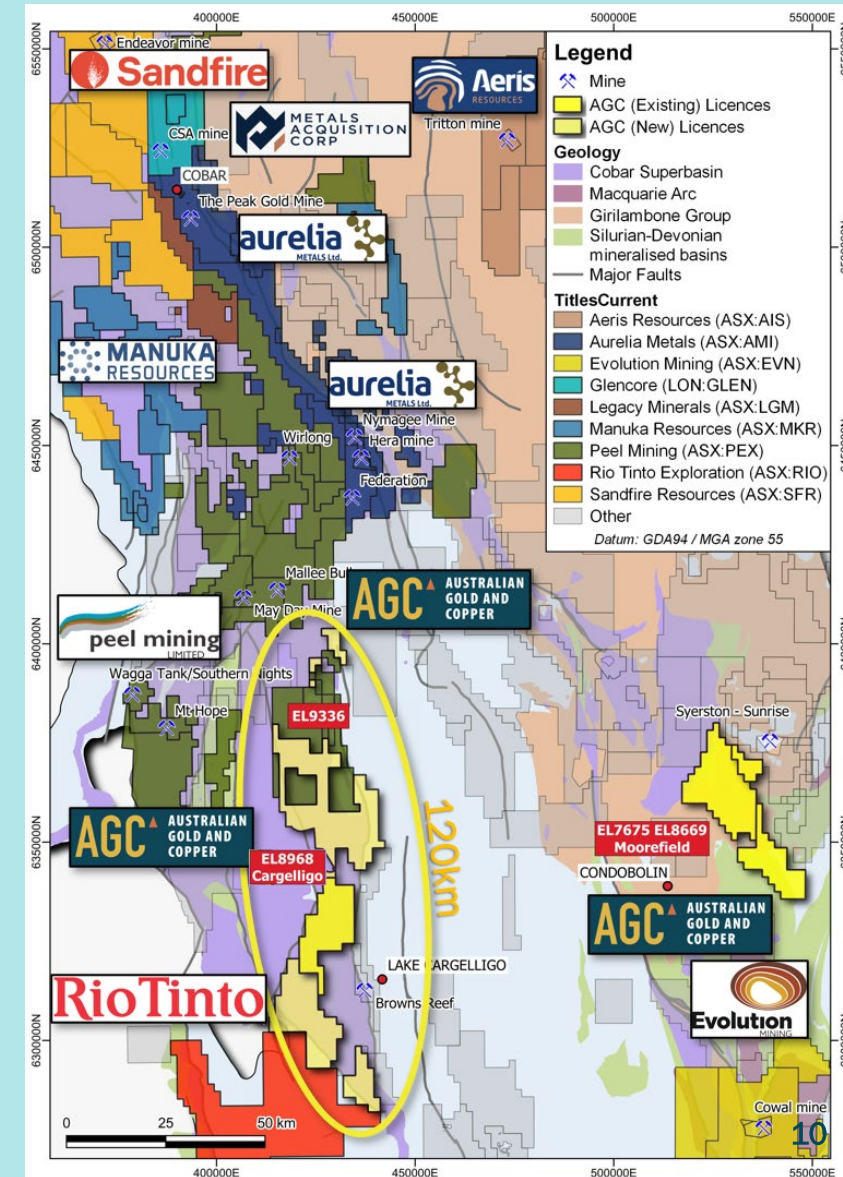 400000E
450000E
500000E
550000E
6550000N
6500000N
6450000N
6400000N
6350000N
6300000N
Endeavor mine
Sandfire
CSA mine
METALS
ACQUISITION
CORP
Aeris
RESOURCES
Tritton mine
COBAR
The Peak Gold Mine
aurelia
METALS Ltd.
MANUKA
RESOURCES
aurelia
METALS Ltd.
Nymagee Mine
Hera mine
Wirlong
Federation
Mallee Bull
May Day Mine
AGC
AUSTRALIAN
GOLD AND
COPPER
peel mining
LIMITED
Wagga Tank/Southern Nights
Mt Hope
EL9336
Syerston - Sunrise
AGC
AUSTRALIAN
GOLD AND
COPPER
EL8968
Cargelligo
120km
EL7675 EL8669
Moorefield
CONDOBOLIN
AGC
AUSTRALIAN
GOLD AND
COPPER
LAKE CARGELLIGO
Browns Reef
Rio Tinto
Evolution
MINING
Cowal mine
0 25 50 km
10
400000E
450000E
500000E
550000E
Legend
Mine
AGC (Existing) Licences
AGC (New) Licences
Geology
Cobar Superbasin
Macquarie Arc
Girilambone Group
Silurian-Devonian
mineralised basins
Major Faults
TitlesCurrent
Aeris Resources (ASX:AIS)
Aurelia Metals (ASX:AMI)
Evolution Mining (ASX:EVN)
Glencore (LON:GLEN)
Legacy Minerals (ASX:LGM)
Manuka Resources (ASX:MKR)
Peel Mining (ASX:PEX)
Rio Tinto Exploration (ASX:RIO)
Sandfire Resources (ASX:SFR)
Other
Datum: GDA94 / MGA zone 55